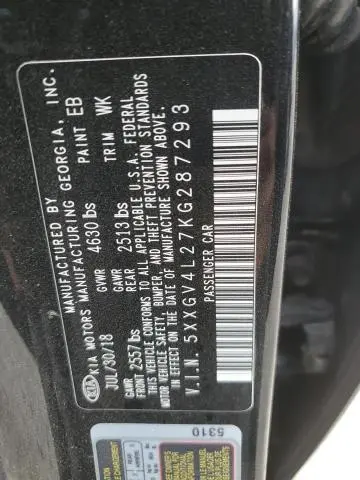 MANUFACTURED BY
KIA MOTORS MANUFACTURING GEORGIA, INC.
JUL/30/18 PAINT EB
GVWR 4630 lbs TRIM WK
GAWR FRT 2557 lbs GAWR REAR 2513 lbs
THIS VEHICLE CONFORMS TO ALL APPLICABLE U.S.A. FEDERAL
MOTOR VEHICLE SAFETY, BUMPER, AND THEFT PREVENTION STANDARDS
IN EFFECT ON THE DATE OF MANUFACTURE SHOWN ABOVE.
V.I.N. 5XXGV4L27KG287293
PASSENGER CAR
5310